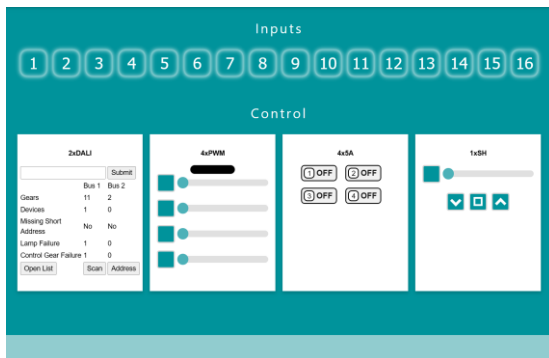 Inputs
1 2 3 4 5 6 7 8 9 10 11 12 13 14 15 16
Control
2xDALI
Submit
Bus 1 Bus 2
Gears 11 2
Devices 1 0
Missing Short
Address No No
Lamp Failure 1 0
Control Gear Failure 1 0
Open List Scan Address
4xPWM
4x5A
1 OFF 2 OFF
3 OFF 4 OFF
1xSH